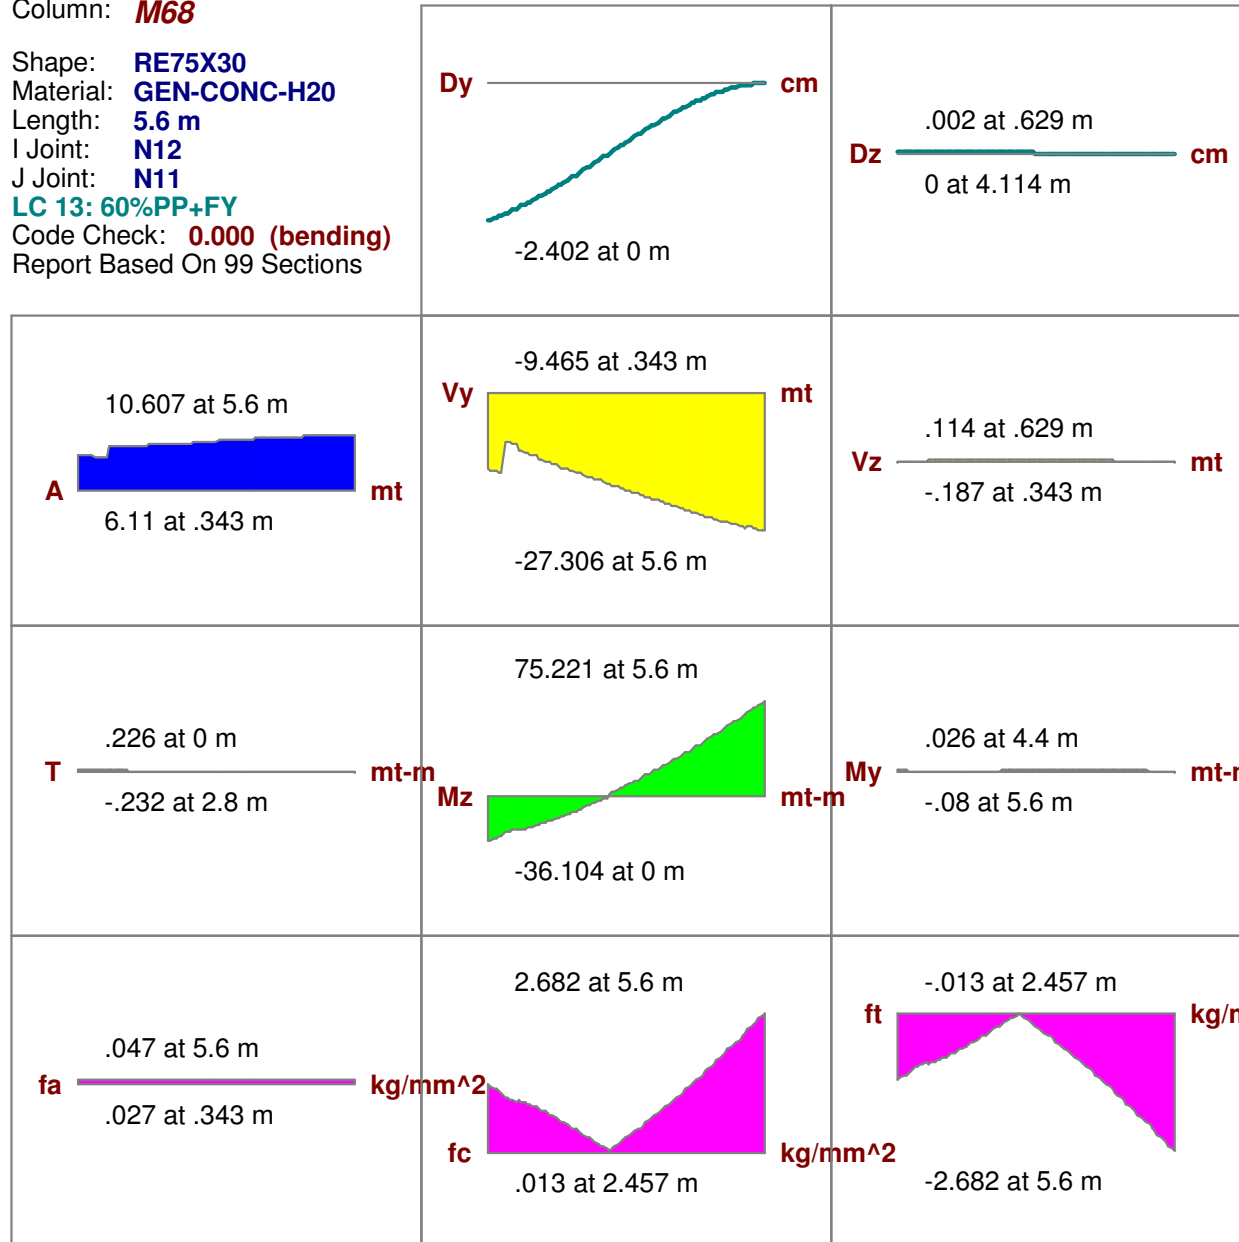 Column: M68
Shape: RE75X30
Material: GEN-CONC-H20
Length: 5.6 m
I Joint: N12
J Joint: N11
LC 13: 60%PP+FY
Code Check: 0.000 (bending)
Report Based On 99 Sections
Dy cm
-2.402 at 0 m
.002 at .629 m
Dz cm
0 at 4.114 m
10.607 at 5.6 m
A mt
6.11 at .343 m
-9.465 at .343 m
Vy mt
-27.306 at 5.6 m
.114 at .629 m
Vz mt
-.187 at .343 m
.226 at 0 m
T mt-m
-.232 at 2.8 m
75.221 at 5.6 m
Mz mt-m
-36.104 at 0 m
.026 at 4.4 m
My mt-
-.08 at 5.6 m
.047 at 5.6 m
fa kg/mm^2
.027 at .343 m
2.682 at 5.6 m
fc kg/mm^2
.013 at 2.457 m
-.013 at 2.457 m
ft kg/
-2.682 at 5.6 m